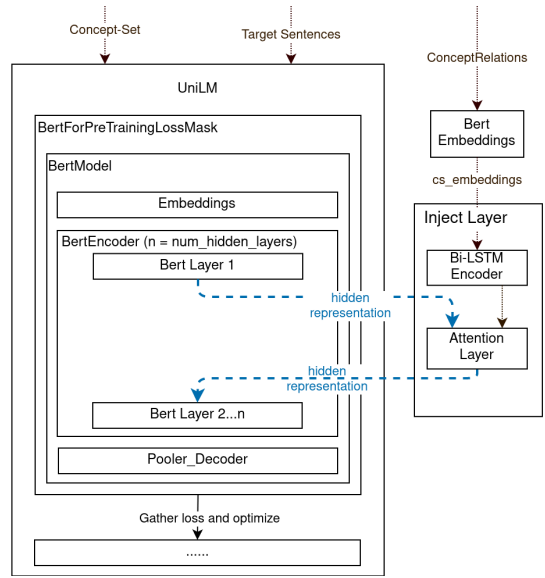 Concept-Set
Target Sentences
ConceptRelations
UniLM
BertForPreTrainingLossMask
BertModel
Embeddings
BertEncoder (n = num_hidden_layers)
Bert Layer 1
hidden
representation
hidden
representation
Bert Layer 2...n
Pooler_Decoder
Gather loss and optimize
......
Bert
Embeddings
cs_embeddings
Inject Layer
Bi-LSTM
Encoder
Attention
Layer